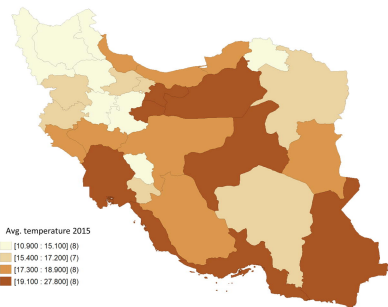 Avg. temperature 2015
[10.900 : 15.100] (8)
[15.400 : 17.200] (7)
[17.300 : 18.900] (8)
[19.100 : 27.800] (8)